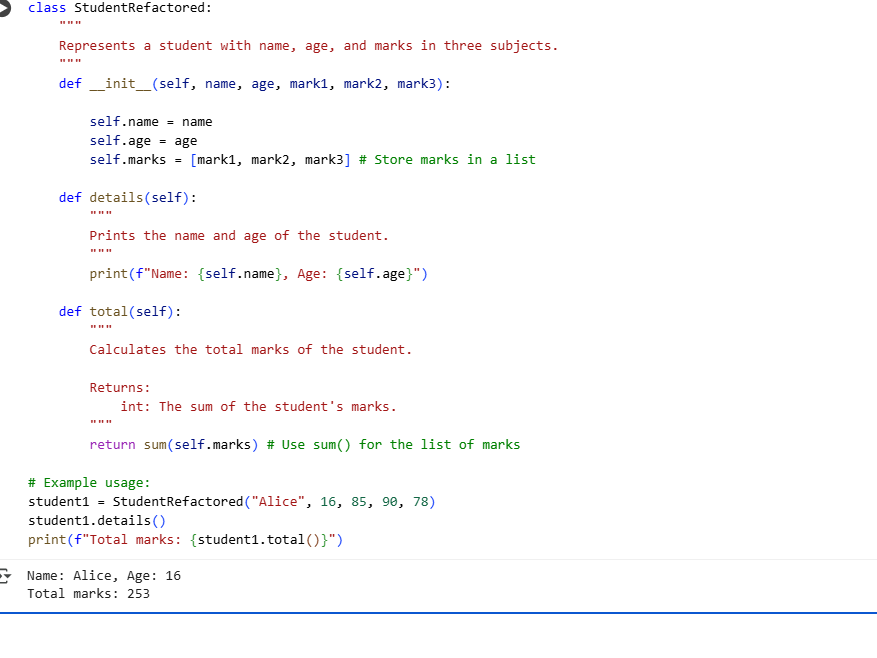 class StudentRefactored:
    """
    Represents a student with name, age, and marks in three subjects.
    """
    def __init__(self, name, age, mark1, mark2, mark3):

        self.name = name
        self.age = age
        self.marks = [mark1, mark2, mark3] # Store marks in a list

    def details(self):
        """
        Prints the name and age of the student.
        """
        print(f"Name: {self.name}, Age: {self.age}")

    def total(self):
        """
        Calculates the total marks of the student.

        Returns:
            int: The sum of the student's marks.
        """
        return sum(self.marks) # Use sum() for the list of marks

# Example usage:
student1 = StudentRefactored("Alice", 16, 85, 90, 78)
student1.details()
print(f"Total marks: {student1.total()}")
Name: Alice, Age: 16
Total marks: 253